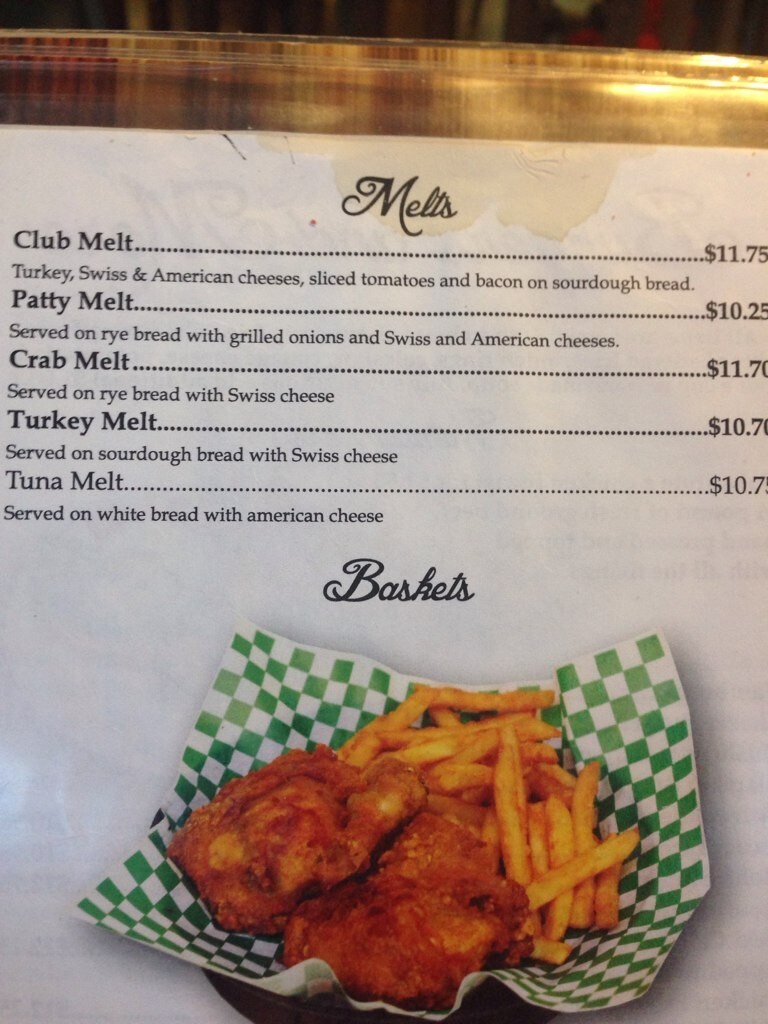 Melts
Club Melt...............$11.75
Turkey, Swiss & American cheeses, sliced tomatoes and bacon on sourdough bread.
Patty Melt...............$10.25
Served on rye bread with grilled onions and Swiss and American cheeses.
Crab Melt...............$11.70
Served on rye bread with Swiss cheese
Turkey Melt...............$10.70
Served on sourdough bread with Swiss cheese
Tuna Melt...............$10.75
Served on white bread with american cheese
Baskets